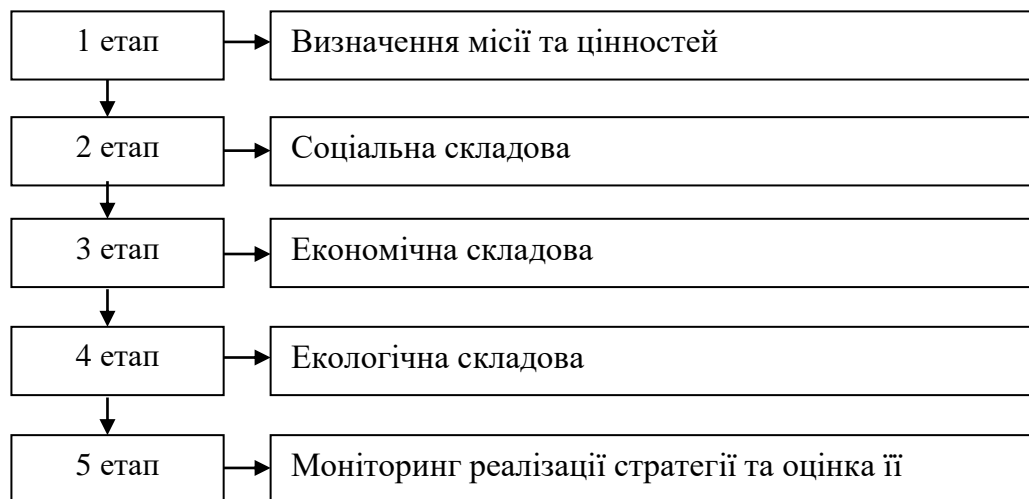 1 етап
Визначення місії та цінностей
2 етап
Соціальна складова
3 етап
Економічна складова
4 етап
Екологічна складова
5 етап
Моніторинг реалізації стратегії та оцінка її